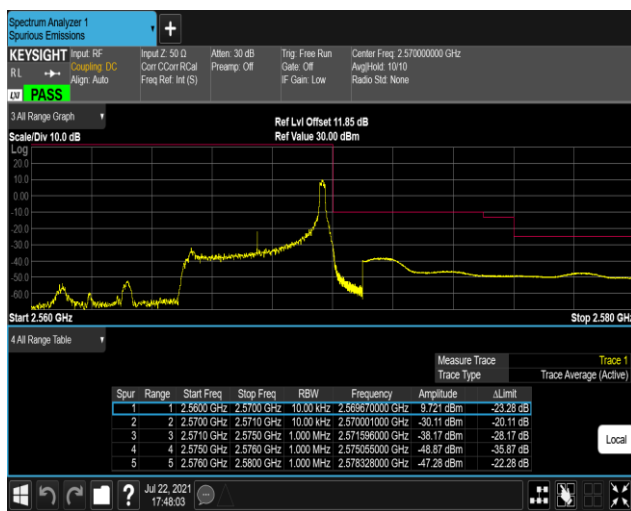 Spectrum Analyzer 1
Spurious Emissions
KEYSIGHT Input: RF Input Z: 50 Ω Atten: 30 dB Trig: Free Run Center Freq: 2.570000000 GHz
RL Coupling: DC Corr CCorr RCal Preamp: Off Gate: Off Avg|Hold: 10/10
Align: Auto Freq Ref: Int (S) IF Gain: Low Radio Std: None
LXI PASS
3 All Range Graph
Ref Lvl Offset 11.85 dB
Scale/Div 10.0 dB Ref Value 30.00 dBm
Log
20.0
10.0
0.00
-10.0
-20.0
-30.0
-40.0
-50.0
-60.0
Start 2.560 GHz Stop 2.580 GHz
4 All Range Table
Measure Trace Trace 1
Trace Type Trace Average (Active)
Spur Range Start Freq Stop Freq RBW Frequency Amplitude ΔLimit
1 1 2.5600 GHz 2.5700 GHz 10.00 kHz 2.569670000 GHz 9.721 dBm -23.28 dB
2 2 2.5700 GHz 2.5710 GHz 10.00 kHz 2.570001000 GHz -30.11 dBm -20.11 dB
3 3 2.5710 GHz 2.5750 GHz 1.000 MHz 2.571596000 GHz -38.17 dBm -28.17 dB
4 4 2.5750 GHz 2.5760 GHz 1.000 MHz 2.575055000 GHz -48.87 dBm -35.87 dB
5 5 2.5760 GHz 2.5800 GHz 1.000 MHz 2.578328000 GHz -47.28 dBm -22.28 dB
Local
? Jul 22, 2021
17:48:03